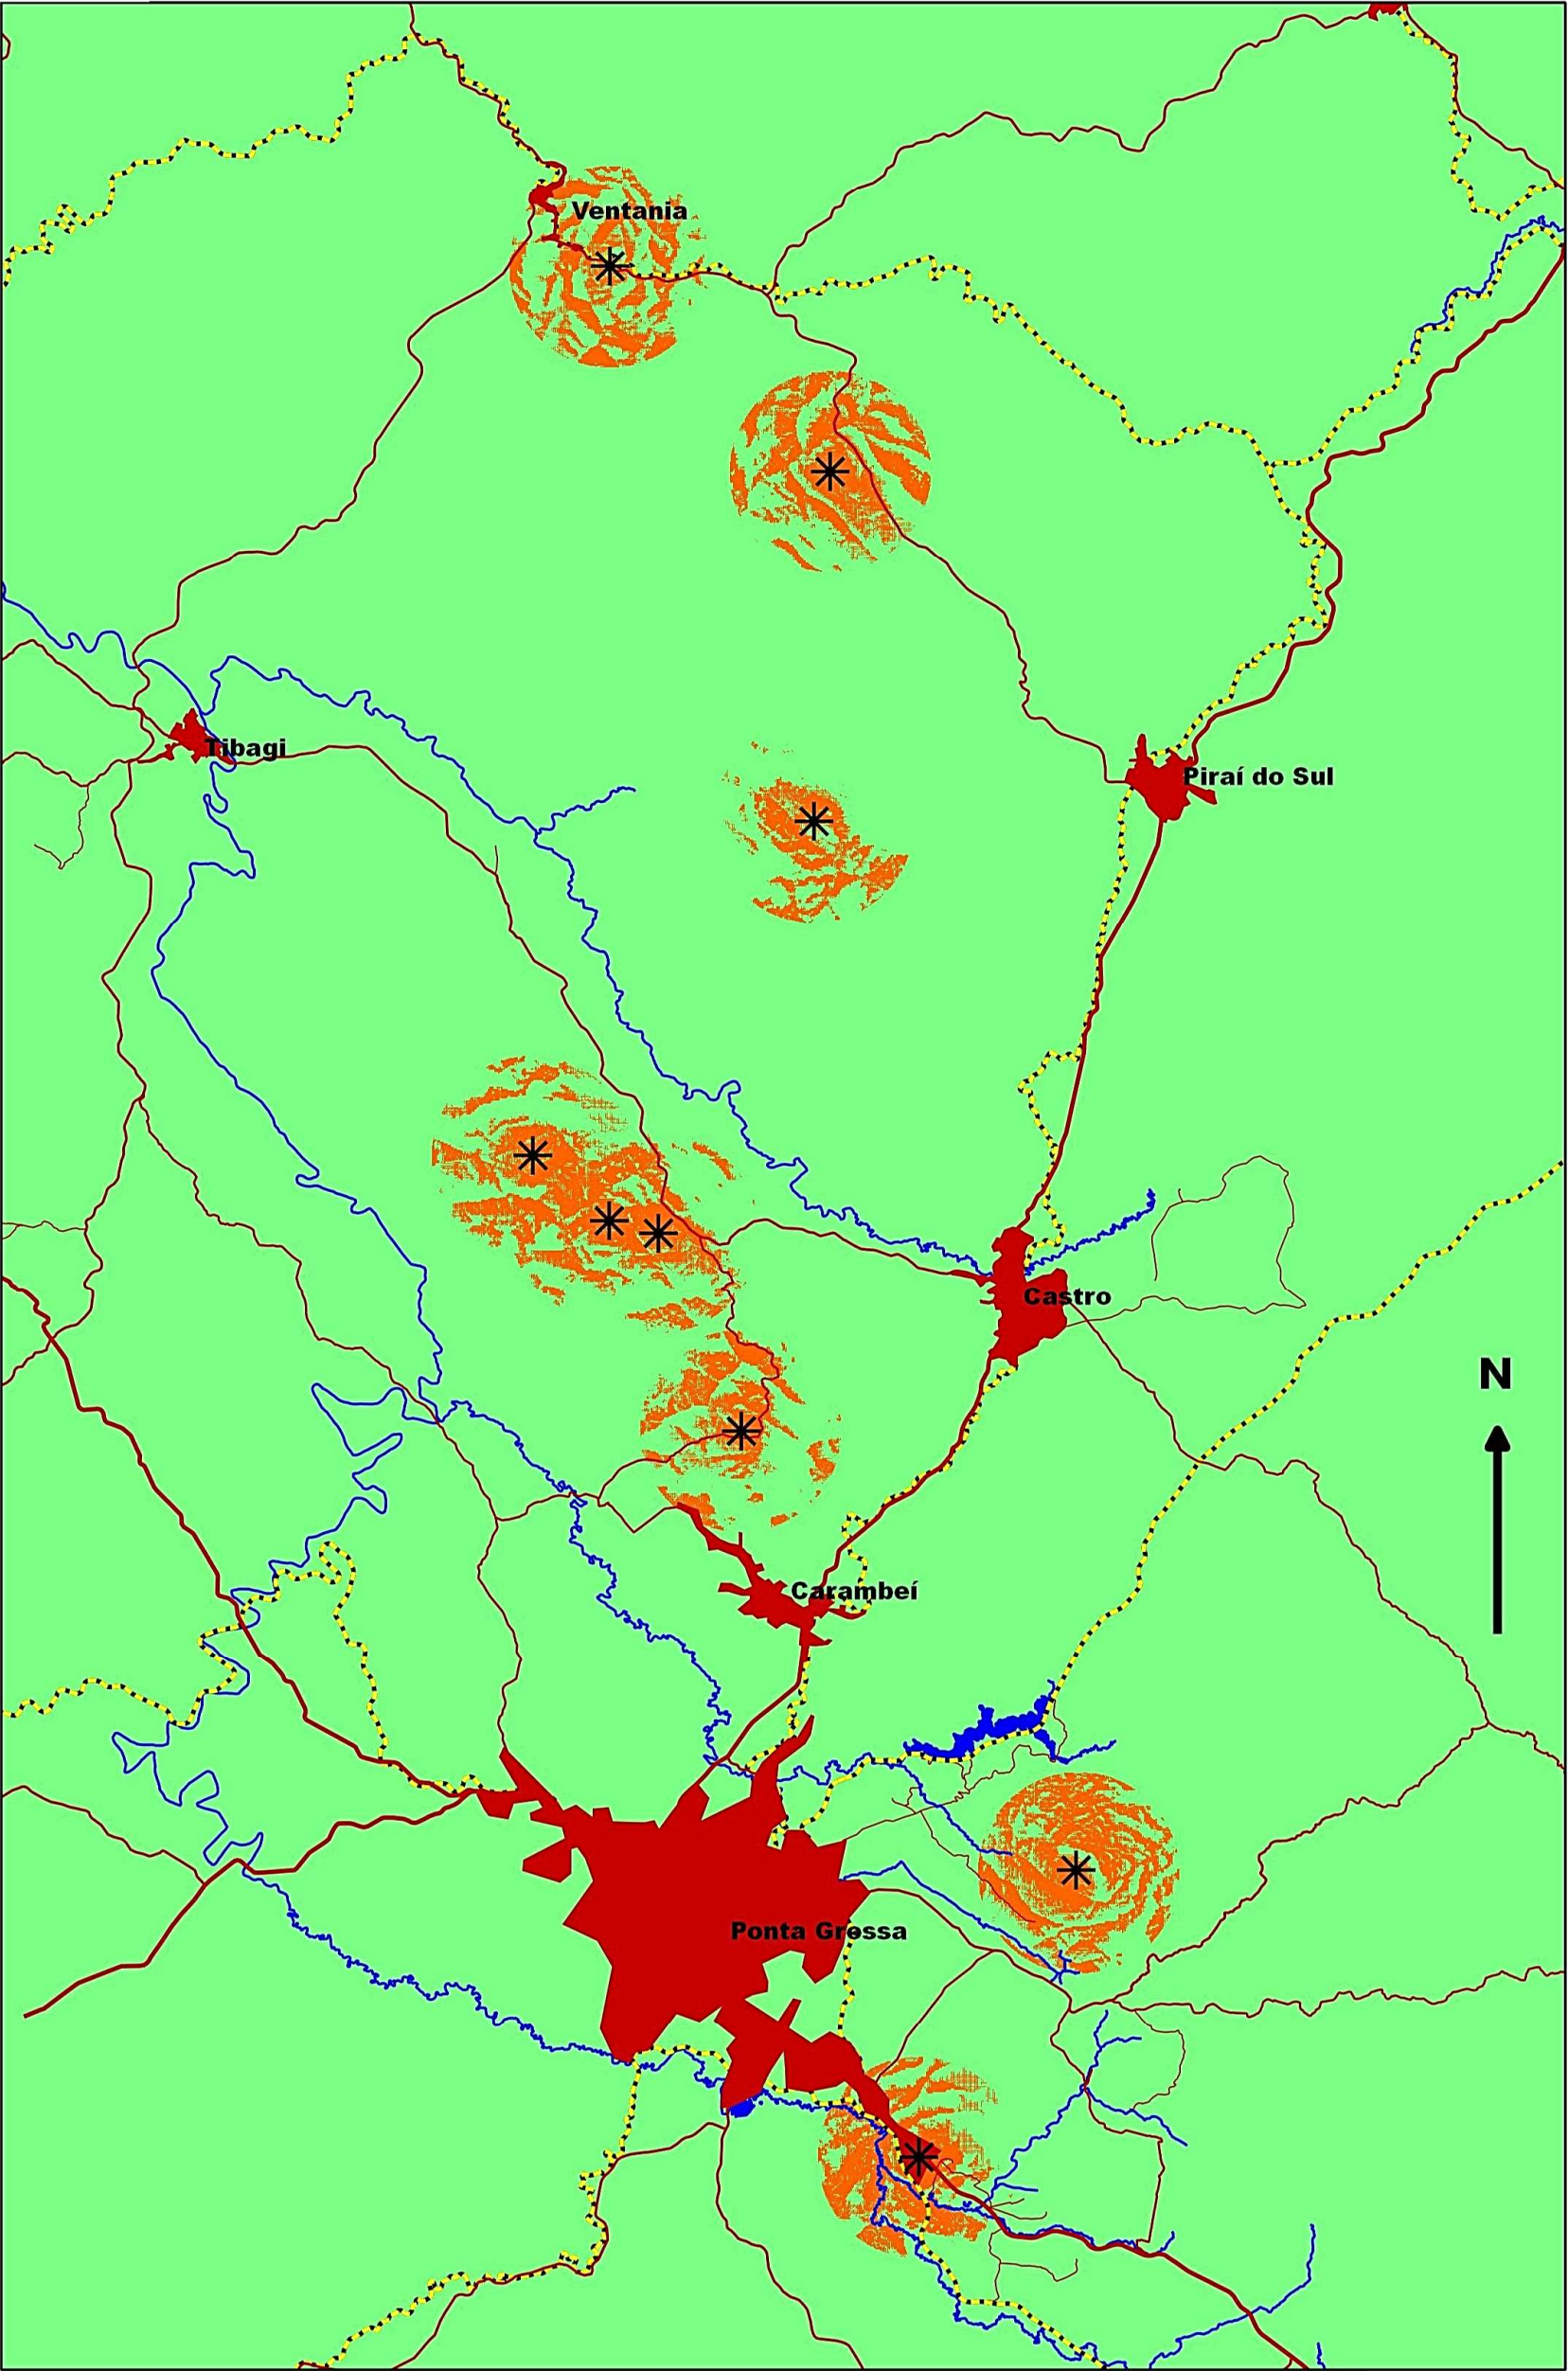 Ventania
Tibagi
Piraí do Sul
Castro
N
Carambeí
Ponta Grossa